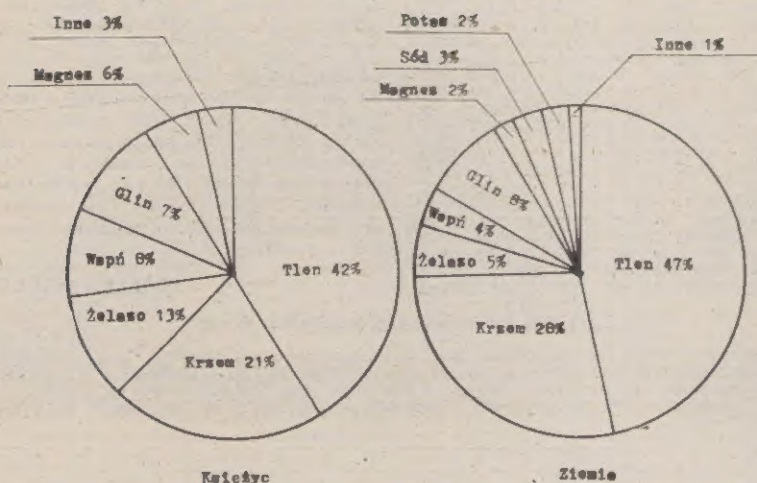 Inne 3%
Magnez 6%
Glin 7%
Wapń 8%
Żelazo 13%
Krzem 21%
Tlen 42%
Księżyc
Potas 2%
Sód 3%
Magnez 2%
Inne 1%
Glin 8%
Wapń 4%
Żelazo 5%
Krzem 28%
Tlen 47%
Ziemia